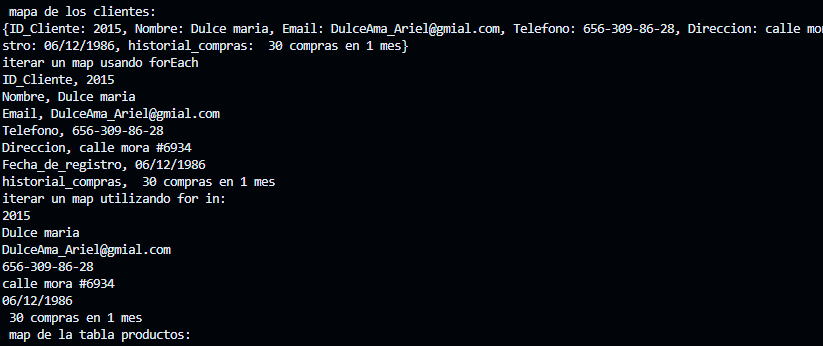 mapa de los clientes:
{ID_Cliente: 2015, Nombre: Dulce maria, Email: DulceAma_Ariel@gmial.com, Telefono: 656-309-86-28, Direccion: calle mor
stro: 06/12/1986, historial_compras:  30 compras en 1 mes}
iterar un map usando forEach
ID_Cliente, 2015
Nombre, Dulce maria
Email, DulceAma_Ariel@gmial.com
Telefono, 656-309-86-28
Direccion, calle mora #6934
Fecha_de_registro, 06/12/1986
historial_compras,  30 compras en 1 mes
iterar un map utilizando for in:
2015
Dulce maria
DulceAma_Ariel@gmial.com
656-309-86-28
calle mora #6934
06/12/1986
 30 compras en 1 mes
 map de la tabla productos: